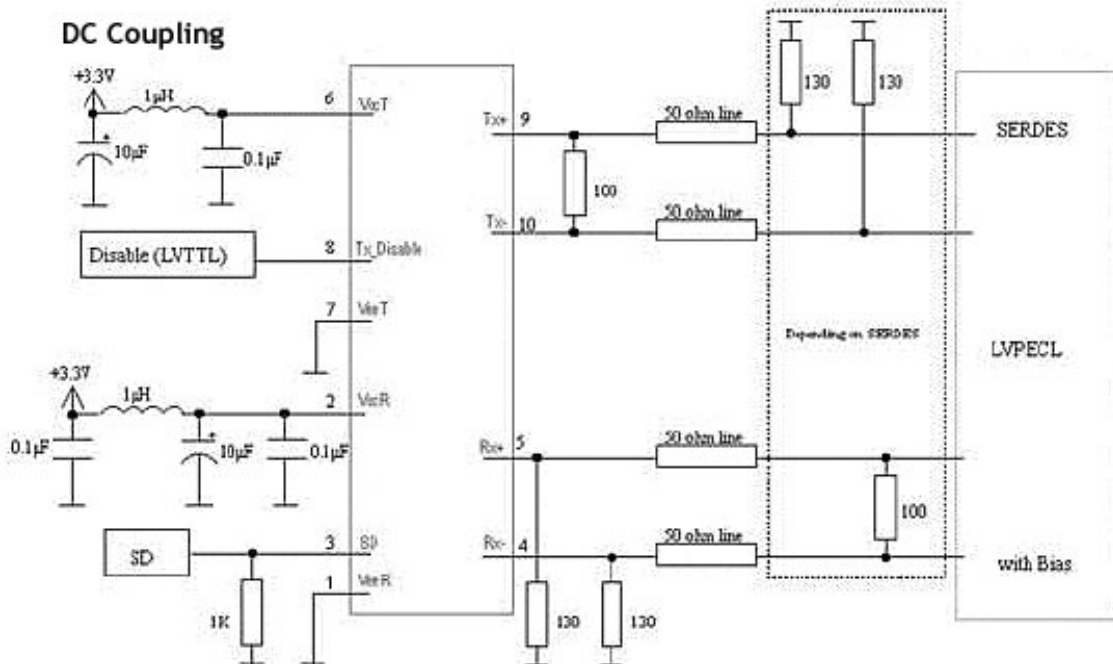 DC Coupling
+3.3V
1µH
10µF
0.1µF
6
VccT
Disable (LVTTL)
8
Tx_Disable
7
VeeT
+3.3V
1µH
2
VccR
0.1µF
10µF
0.1µF
SD
3
SD
1
VeeR
1K
Tx+
9
100
Tx-
10
50 ohm line
50 ohm line
130
130
Depending on SERDES
Rx+
5
Rx-
4
50 ohm line
50 ohm line
130
130
100
SERDES
LVPECL
with Bias